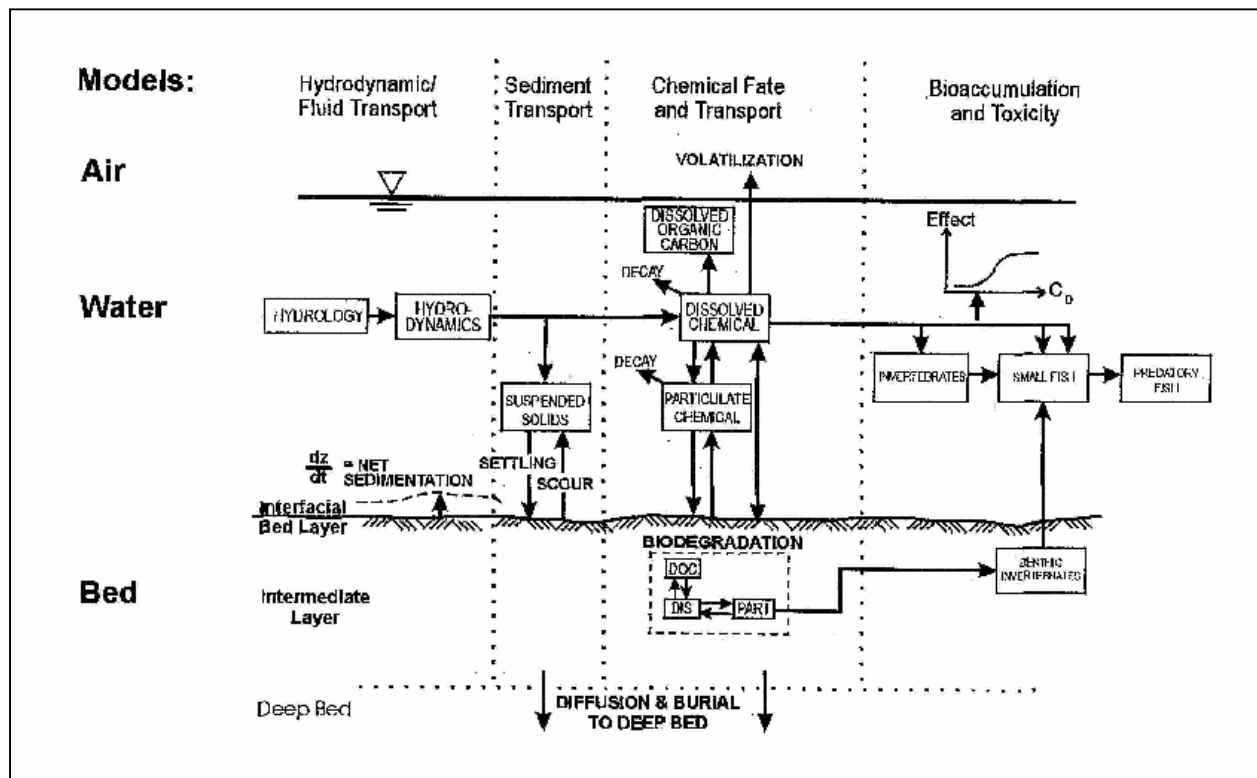 Models:
Hydrodynamic/
Fluid Transport
Sediment
Transport
Chemical Fate
and Transport
Bioaccumulation
and Toxicity
Air
VOLATILIZATION
DISSOLVED
ORGANIC
CARBON
Effect
C_D
DECAY
Water
HYDROLOGY
HYDRO-
DYNAMICS
DISSOLVED
CHEMICAL
DECAY
INVERTEBRATES
SMALL FISH
PREDATORY
FISH
SUSPENDED
SOLIDS
PARTICULATE
CHEMICAL
dz
dt
= NET
SEDIMENTATION
SETTLING
SCOUR
Interfacial
Bed Layer
BIODEGRADATION
DOC
DIS
PART
BENTHIC
INVERTEBRATES
Bed
Intermediate
Layer
Deep Bed
DIFFUSION & BURIAL
TO DEEP BED